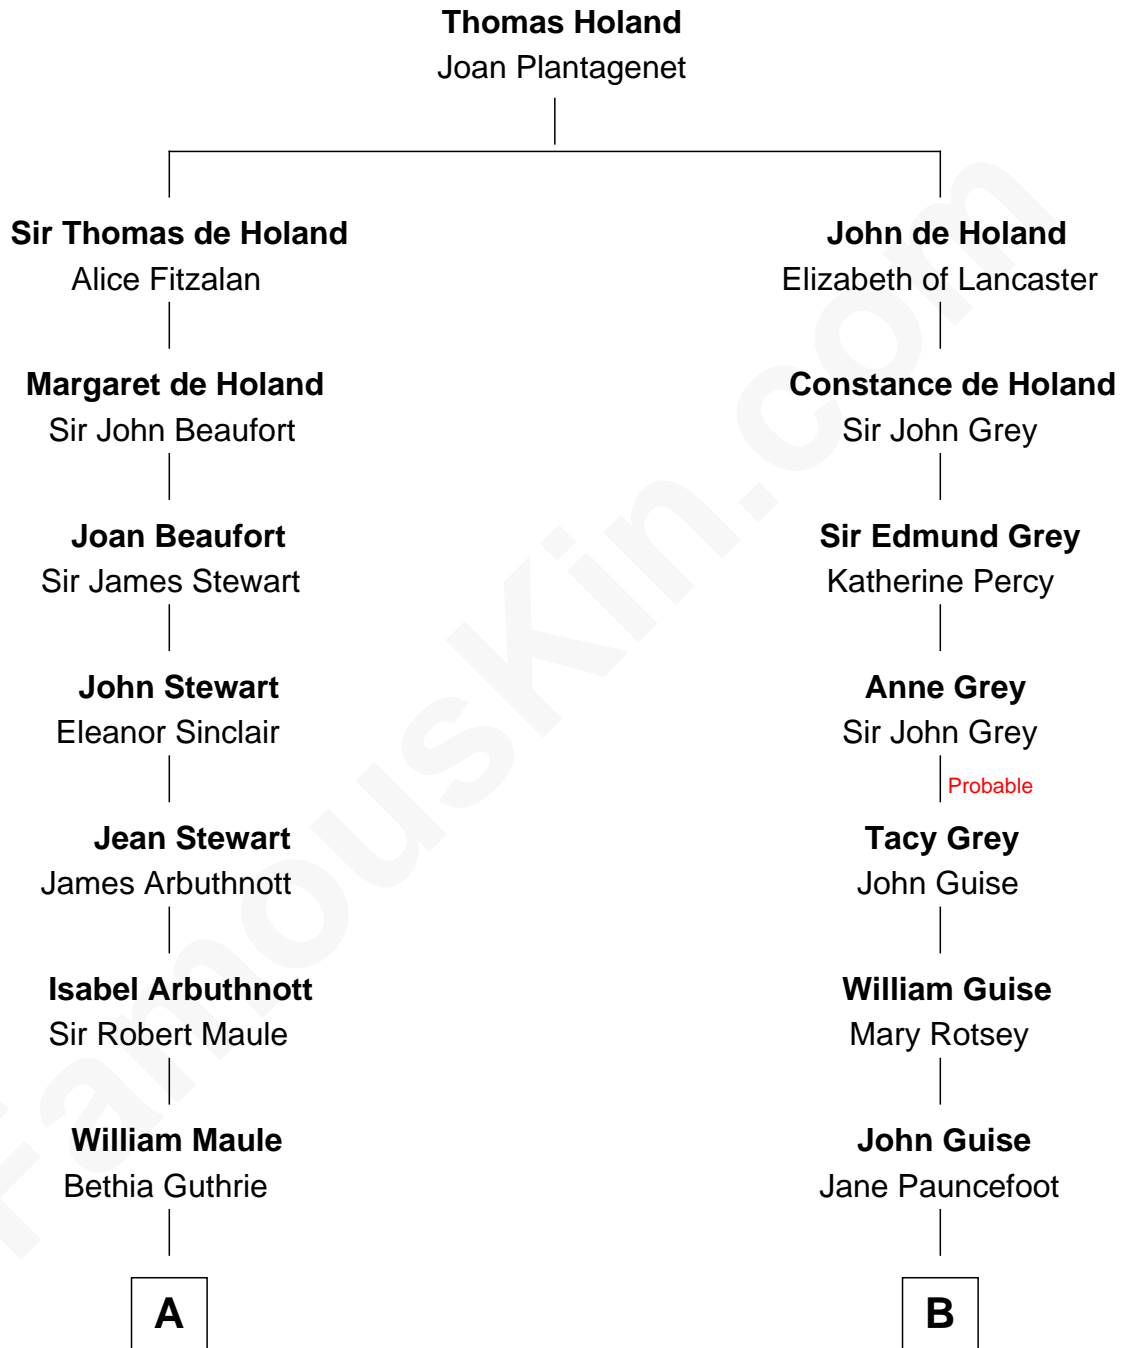 Thomas Holand
Joan Plantagenet
Sir Thomas de Holand
Alice Fitzalan
Margaret de Holand
Sir John Beaufort
Joan Beaufort
Sir James Stewart
John Stewart
Eleanor Sinclair
Jean Stewart
James Arbuthnott
Isabel Arbuthnott
Sir Robert Maule
William Maule
Bethia Guthrie
A
John de Holand
Elizabeth of Lancaster
Constance de Holand
Sir John Grey
Sir Edmund Grey
Katherine Percy
Anne Grey
Sir John Grey
Probable
Tacy Grey
John Guise
William Guise
Mary Rotsey
John Guise
Jane Pauncefoot
B
FamousKin.com